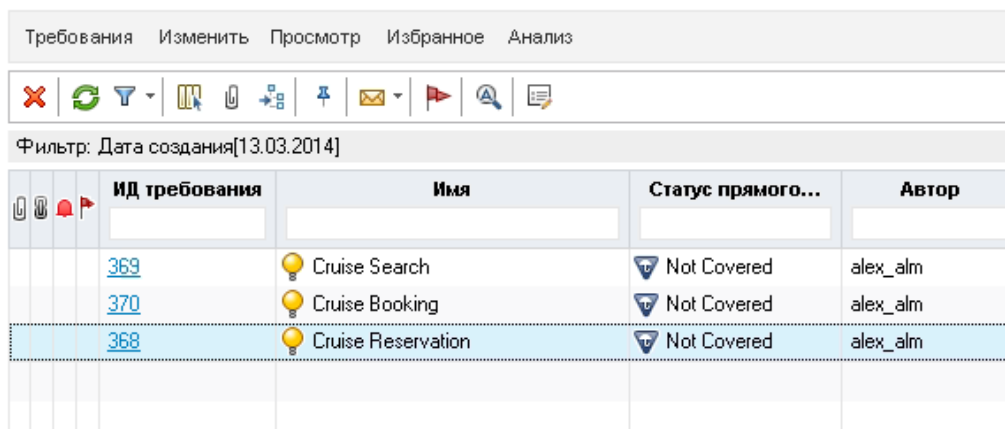 Требования Изменить Просмотр Избранное Анализ
Фильтр: Дата создания[13.03.2014]
ИД требования Имя Статус прямого... Автор
369 Cruise Search Not Covered alex_alm
370 Cruise Booking Not Covered alex_alm
368 Cruise Reservation Not Covered alex_alm